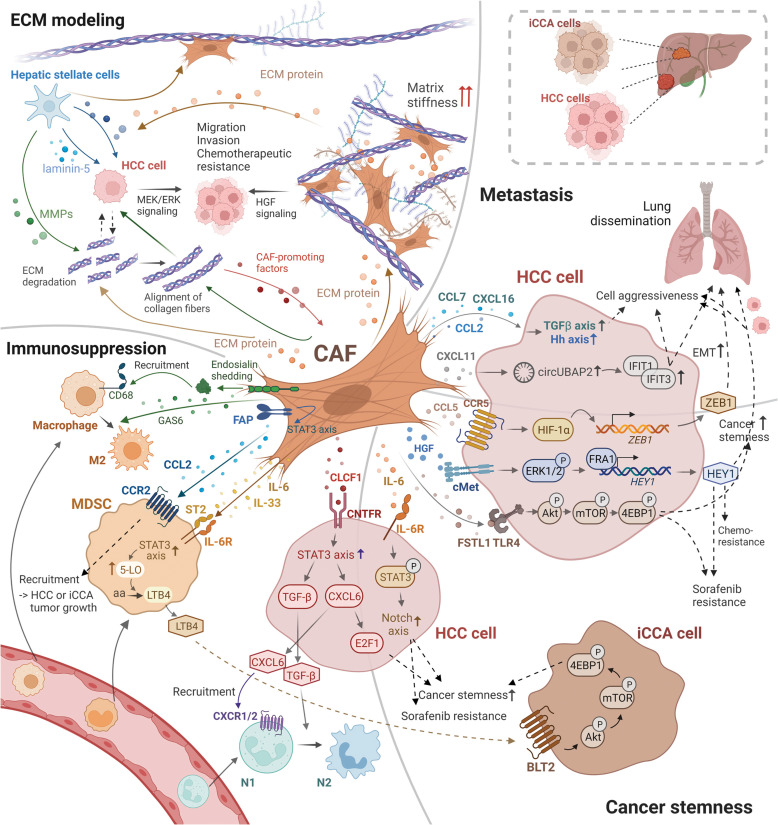 ECM modeling
Hepatic stellate cells
ECM protein
laminin-5
HCC cell
MMPs
MEK/ERK
signaling
Migration
Invasion
Chemotherapeutic
resistance
HGF
signaling
Matrix
stiffness
ECM
degradation
Alignment of
collagen fibers
CAF-promoting
factors
ECM protein
ECM protein
iCCA cells
HCC cells
Metastasis
Lung
dissemination
HCC cell
CCL7 CXCL16
CCL2
TGFβ axis
Hh axis
Cell aggressiveness
CXCL11
circUBAP2
IFIT1
IFIT3
EMT
CCL5
CCR5
HIF-1α
ZEB1
ZEB1
Cancer
stemness
HGF
cMet
P
ERK1/2
FRA1
HEY1
HEY1
FSTL1 TLR4
P
Akt
P
mTOR
P
4EBP1
Chemo-
resistance
Sorafenib
resistance
CAF
Immunosuppression
Recruitment
Endosialin
shedding
CD68
Macrophage
GAS6
FAP
STAT3 axis
M2
CCL2
CCR2
MDSC
ST2
IL-6
IL-33
IL-6R
STAT3
axis
5-LO
aa
LTB4
LTB4
Recruitment
-> HCC or iCCA
tumor growth
CLCF1
CNTFR
IL-6
IL-6R
STAT3 axis
P
STAT3
TGF-β
CXCL6
Notch
axis
E2F1
HCC cell
CXCL6
TGF-β
Recruitment
CXCR1/2
N1
N2
Cancer stemness
Sorafenib resistance
iCCA cell
P
4EBP1
P
mTOR
P
Akt
BLT2
Cancer stemness